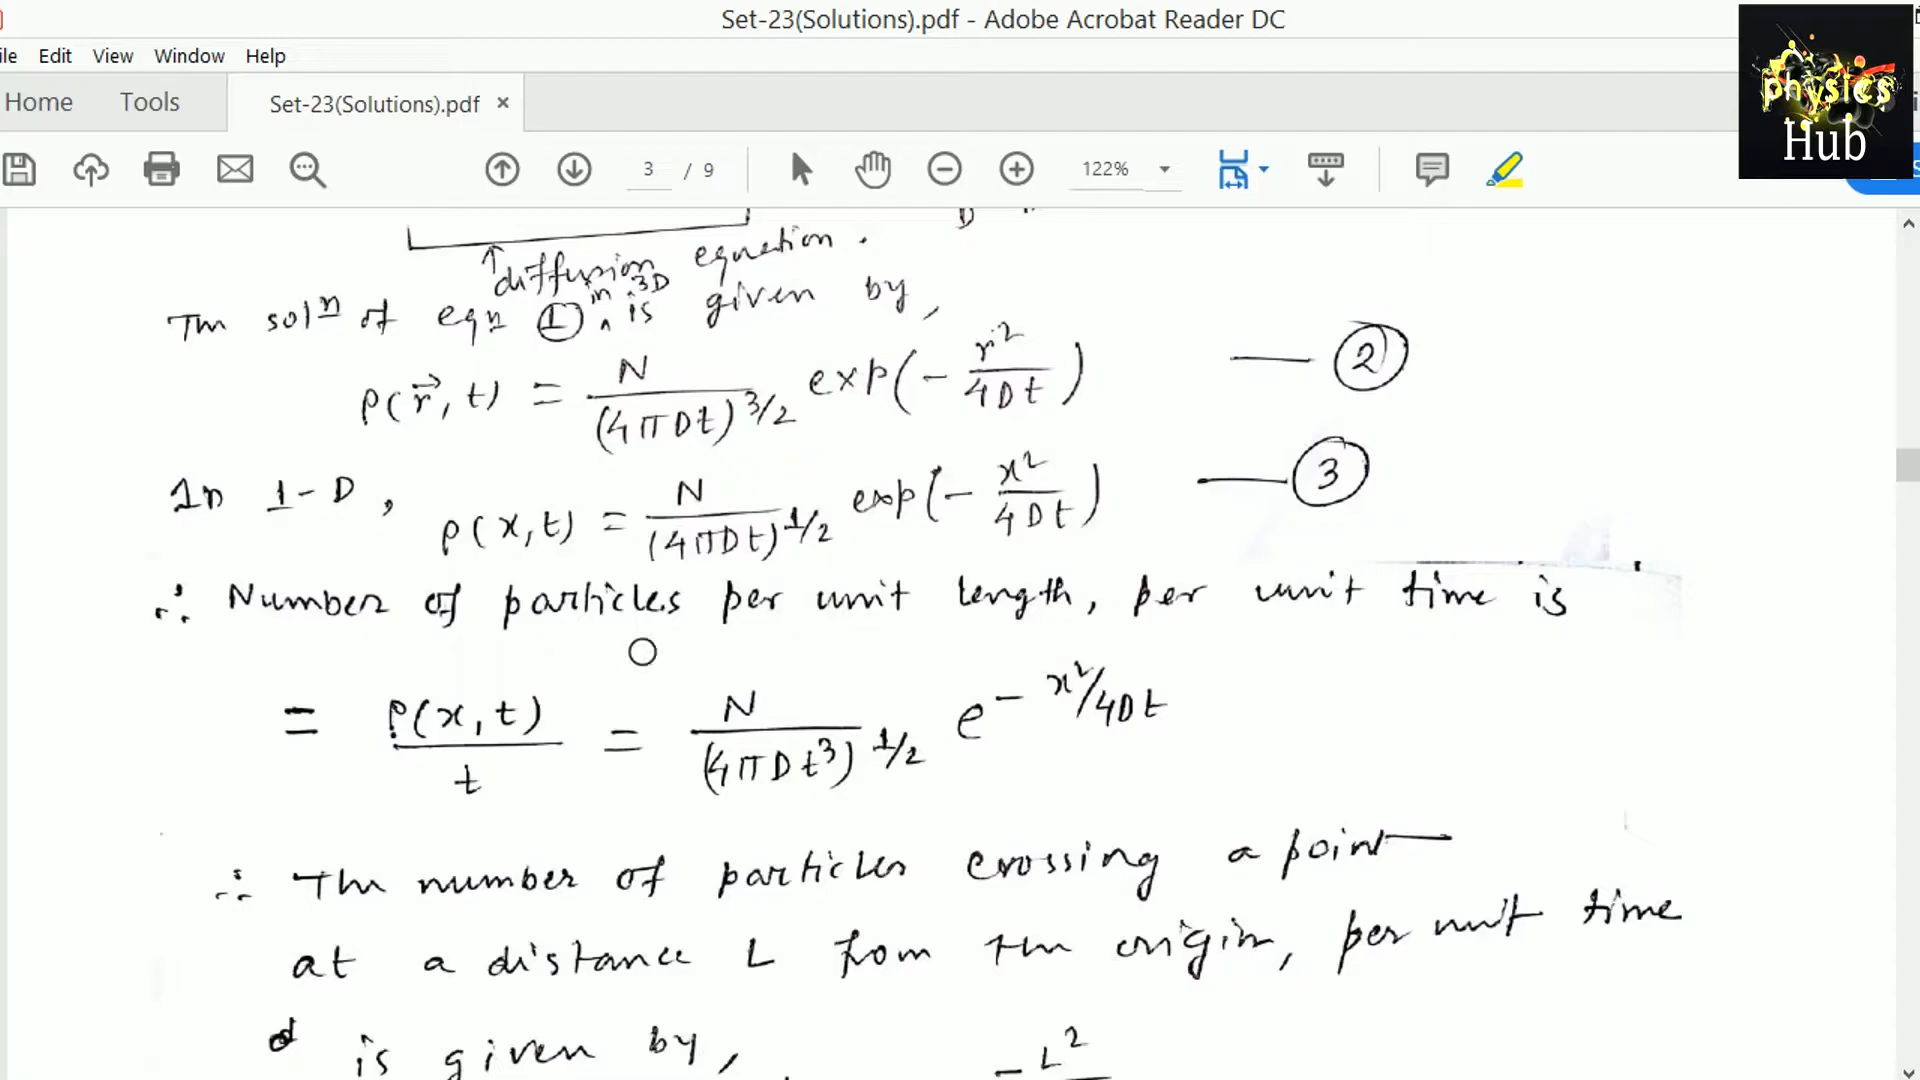 Set-23(Solutions).pdf - Adobe Acrobat Reader DC
ile Edit View Window Help
Home Tools Set-23(Solutions).pdf ×
3 / 9 122%
physics
Hub
↑ diffusion equation.
Tm solⁿ of eqn ① in 3D ∧ is given by,
ρ(r⃗, t) = N / (4πDt)^3/2 exp(- r² / 4Dt) — ②
In 1-D, ρ(x, t) = N / (4πDt)^1/2 exp(- x² / 4Dt) — ③
∴ Number of particles per unit length, per unit time is
= ρ(x, t) / t = N / (4πDt³)^1/2 e^- x²/4Dt
∴ The number of particles crossing a point
at a distance L from the origin, per unit time
is given by,
- L²